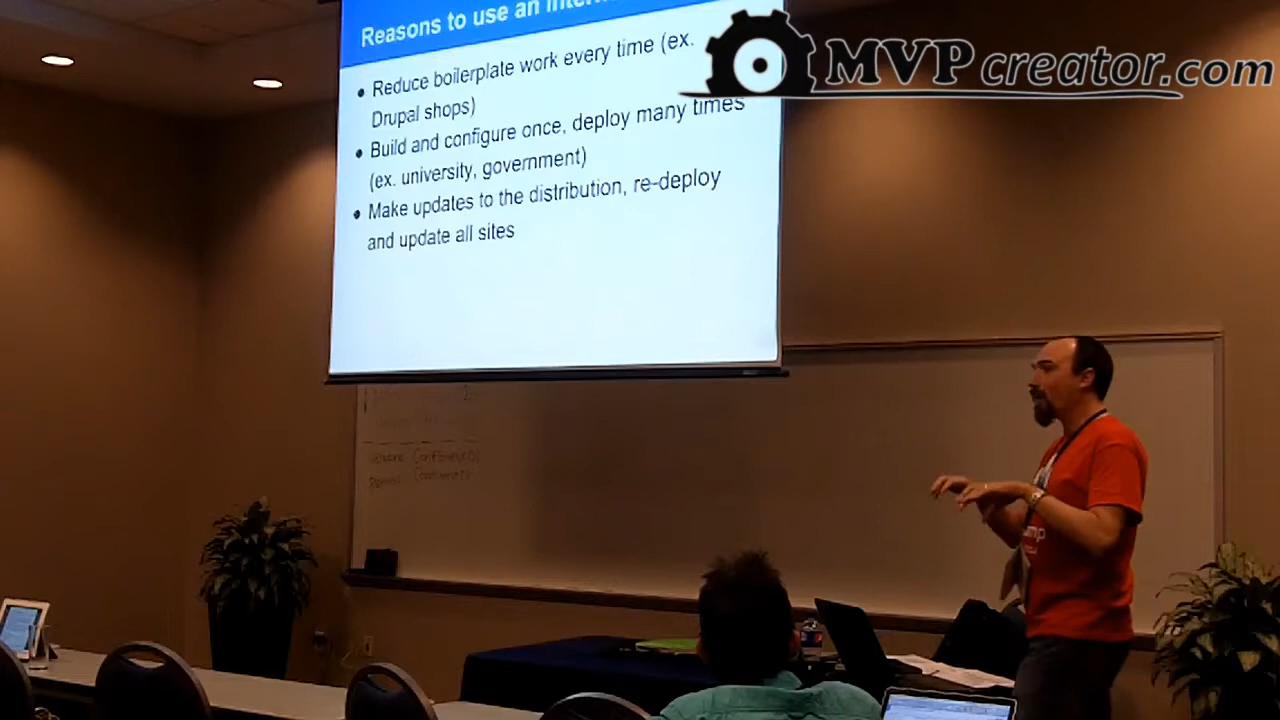 Reasons to use an
MVPcreator.com
• Reduce boilerplate work every time (ex.
Drupal shops)
• Build and configure once, deploy many times
(ex. university, government)
• Make updates to the distribution, re-deploy
and update all sites